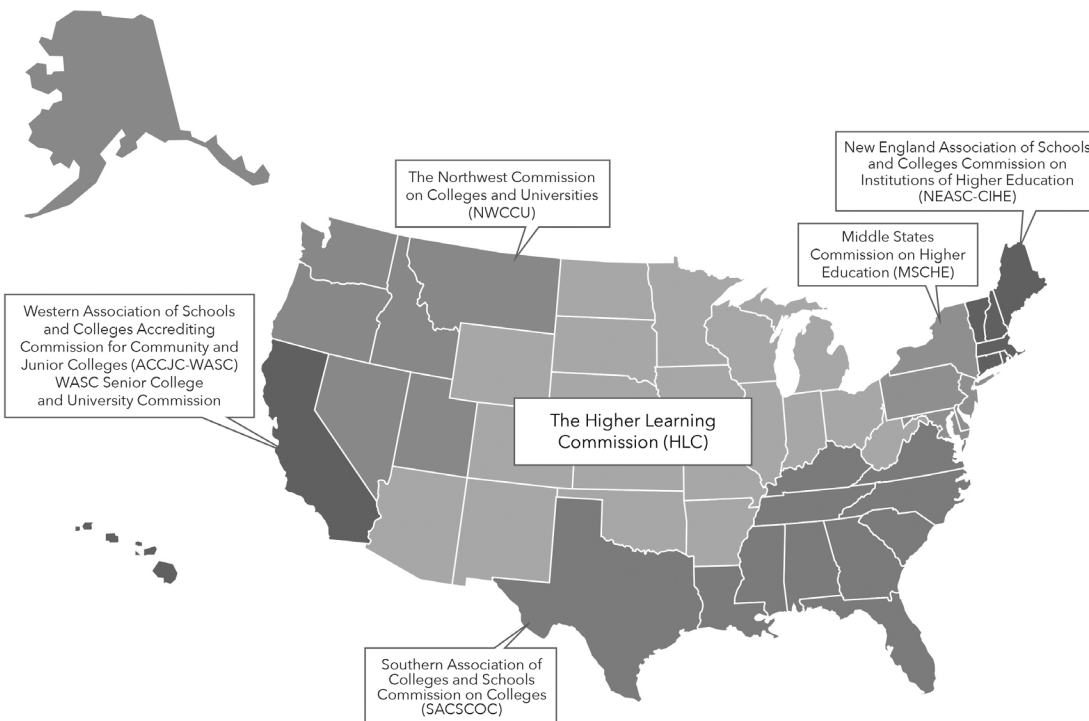 New England Association of Schools
and Colleges Commission on
Institutions of Higher Education
(NEASC-CIHE)
The Northwest Commission
on Colleges and Universities
(NWCCU)
Middle States
Commission on Higher
Education (MSCHE)
Western Association of Schools
and Colleges Accrediting
Commission for Community and
Junior Colleges (ACCJC-WASC)
WASC Senior College
and University Commission
The Higher Learning
Commission (HLC)
Southern Association of
Colleges and Schools
Commission on Colleges
(SACSCOC)